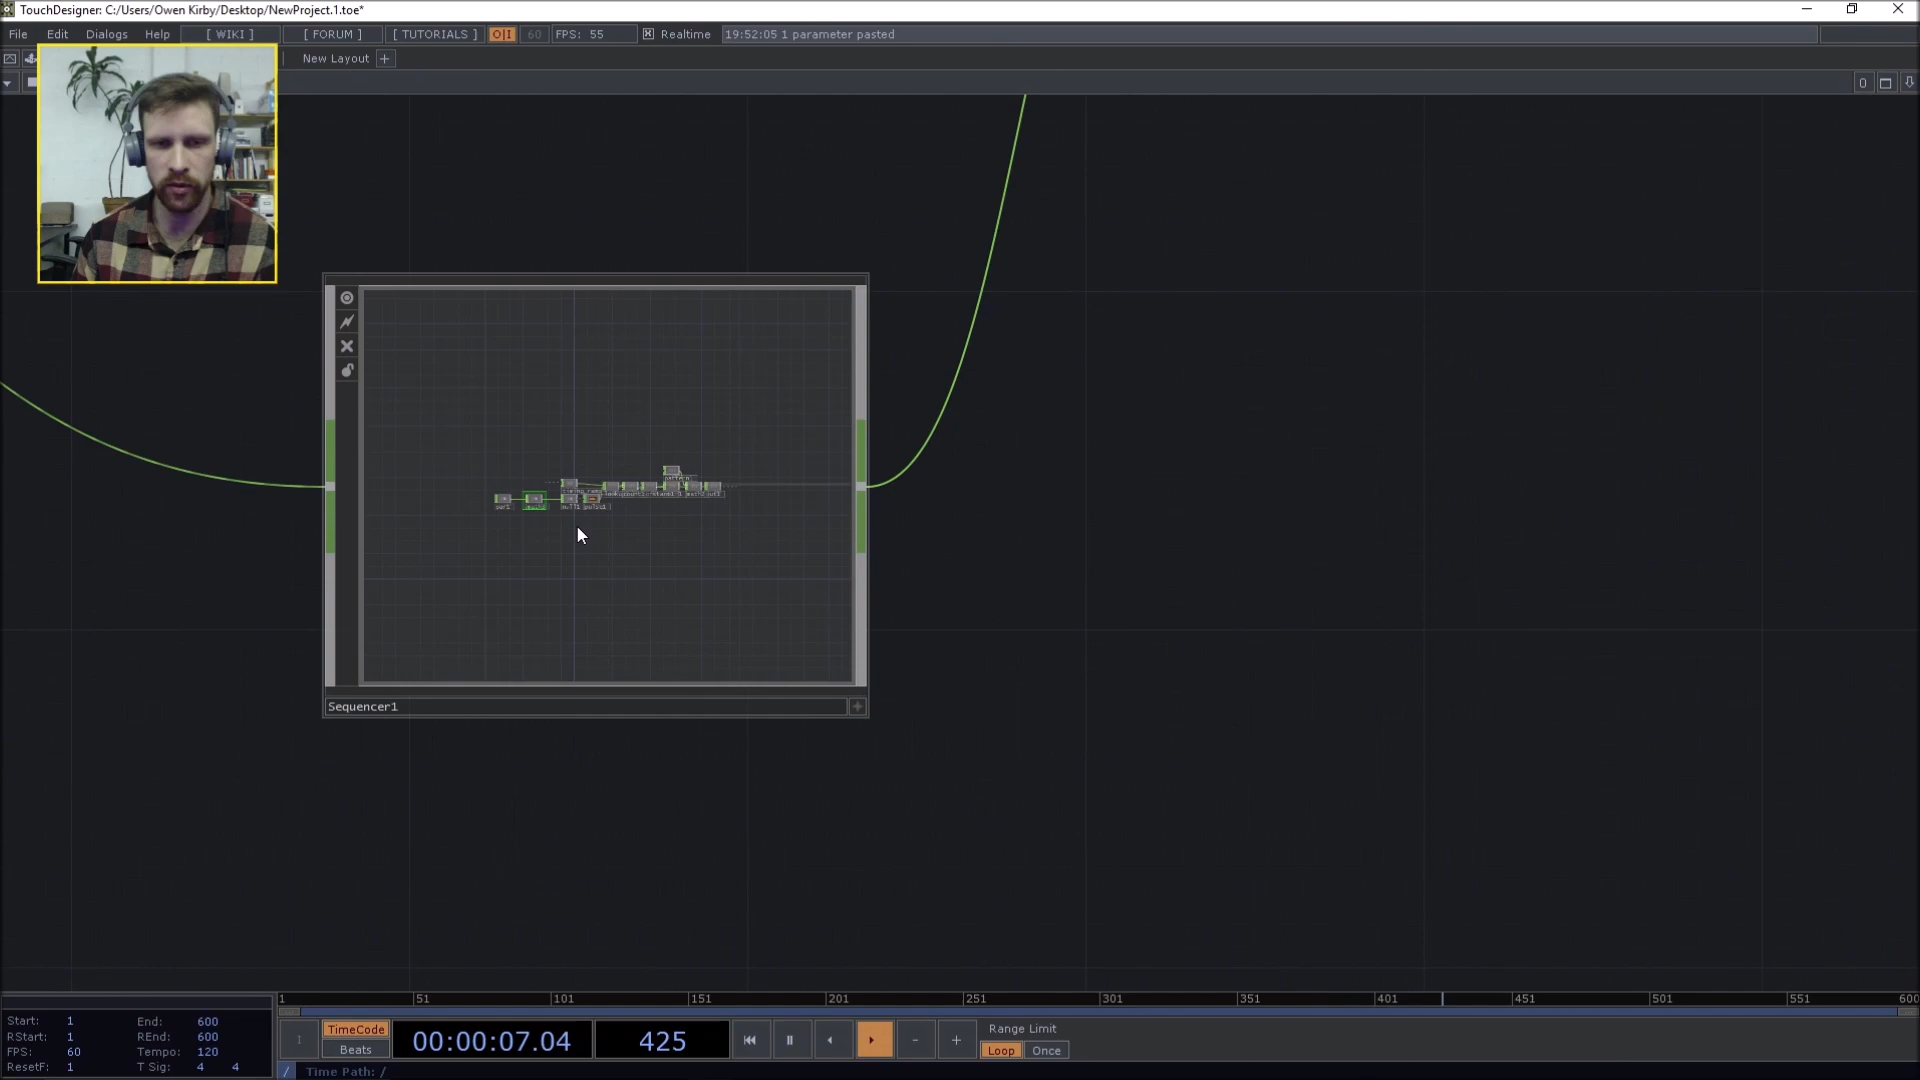 TouchDesigner: C:/Users/Owen Kirby/Desktop/NewProject.1.toe*
File Edit Dialogs Help [ WIKI ] [ FORUM ] [ TUTORIALS ] O|I 60 FPS: 55 Realtime 19:52:05 1 parameter pasted
New Layout +
0
Sequencer1 +
1 51 101 151 201 251 301 351 401 451 501 551 600
Start: 1 End: 600
RStart: 1 REnd: 600
FPS: 60 Tempo: 120
ResetF: 1 T Sig: 4 4
TimeCode
Beats
00:00:07.04 425 - +
Range Limit
Loop Once
/ Time Path: /